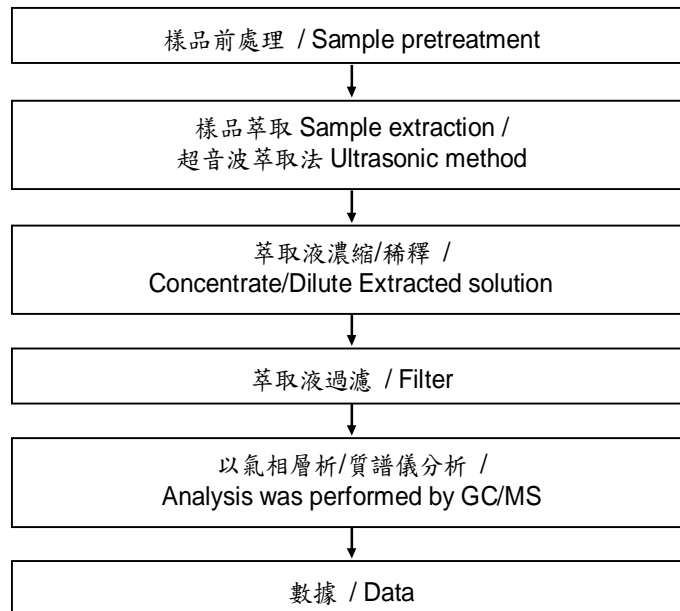 樣品前處理 / Sample pretreatment
樣品萃取 Sample extraction /
超音波萃取法 Ultrasonic method
萃取液濃縮/稀釋 /
Concentrate/Dilute Extracted solution
萃取液過濾 / Filter
以氣相層析/質譜儀分析 /
Analysis was performed by GC/MS
數據 / Data